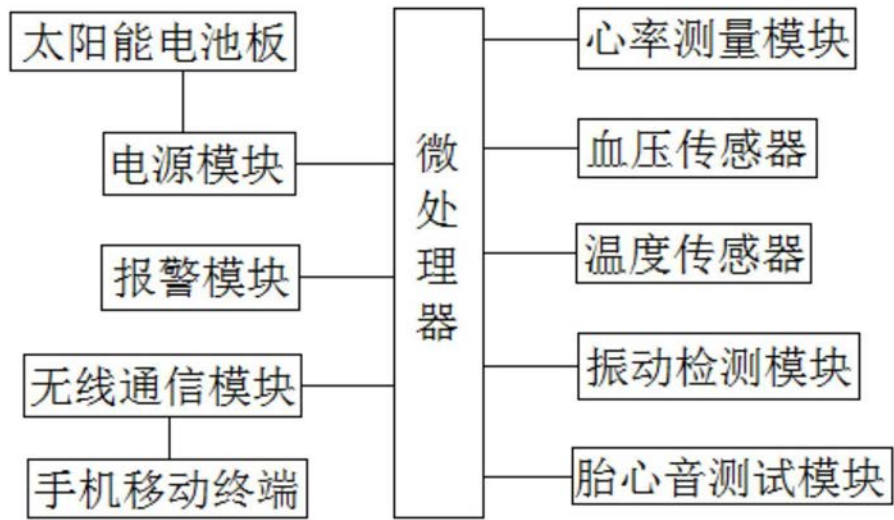 太阳能电池板
电源模块
报警模块
无线通信模块
手机移动终端
微处理器
心率测量模块
血压传感器
温度传感器
振动检测模块
胎心音测试模块